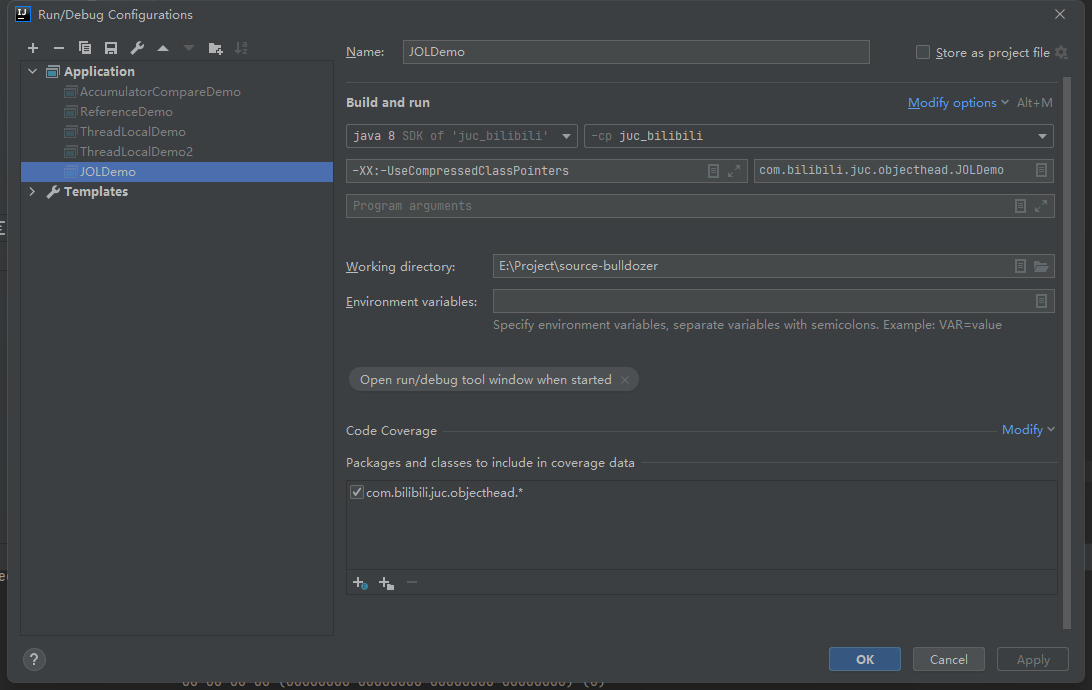 Run/Debug Configurations
Name: JOLDemo Store as project file
Application
AccumulatorCompareDemo
ReferenceDemo
ThreadLocalDemo
ThreadLocalDemo2
JOLDemo
Templates
Build and run Modify options Alt+M
java 8 SDK of 'juc_bilibili' -cp juc_bilibili
-XX:-UseCompressedClassPointers com.bilibili.juc.objecthead.JOLDemo
Program arguments
Working directory: E:\Project\source-bulldozer
Environment variables:
Specify environment variables, separate variables with semicolons. Example: VAR=value
Open run/debug tool window when started
Code Coverage Modify
Packages and classes to include in coverage data
com.bilibili.juc.objecthead.*
? OK Cancel Apply